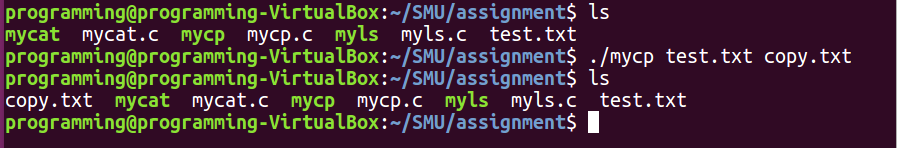 programming@programming-VirtualBox:~/SMU/assignment$ ls
mycat  mycat.c  mycp  mycp.c  myls  myls.c  test.txt
programming@programming-VirtualBox:~/SMU/assignment$ ./mycp test.txt copy.txt
programming@programming-VirtualBox:~/SMU/assignment$ ls
copy.txt  mycat  mycat.c  mycp  mycp.c  myls  myls.c  test.txt
programming@programming-VirtualBox:~/SMU/assignment$